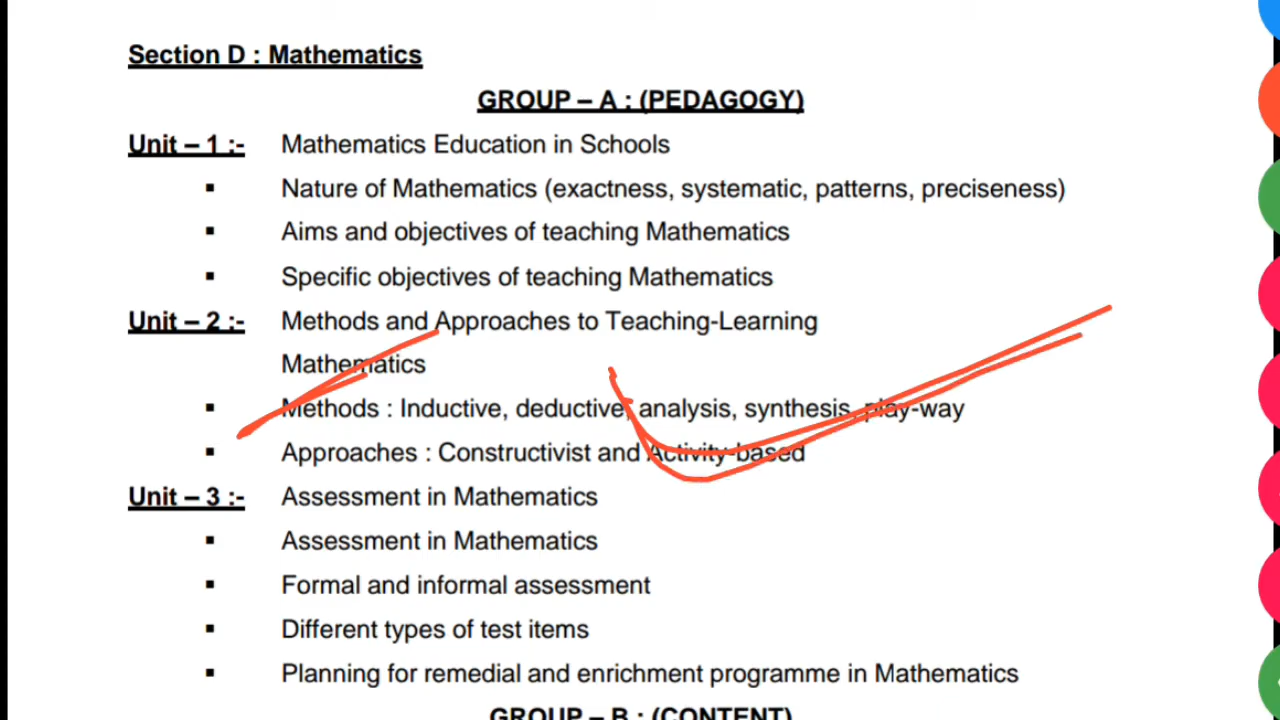 Section D : Mathematics
GROUP – A : (PEDAGOGY)
Unit – 1 :- Mathematics Education in Schools
▪ Nature of Mathematics (exactness, systematic, patterns, preciseness)
▪ Aims and objectives of teaching Mathematics
▪ Specific objectives of teaching Mathematics
Unit – 2 :- Methods and Approaches to Teaching-Learning
Mathematics
▪ Methods : Inductive, deductive, analysis, synthesis, play-way
▪ Approaches : Constructivist and Activity-based
Unit – 3 :- Assessment in Mathematics
▪ Assessment in Mathematics
▪ Formal and informal assessment
▪ Different types of test items
▪ Planning for remedial and enrichment programme in Mathematics
GROUP – B : (CONTENT)